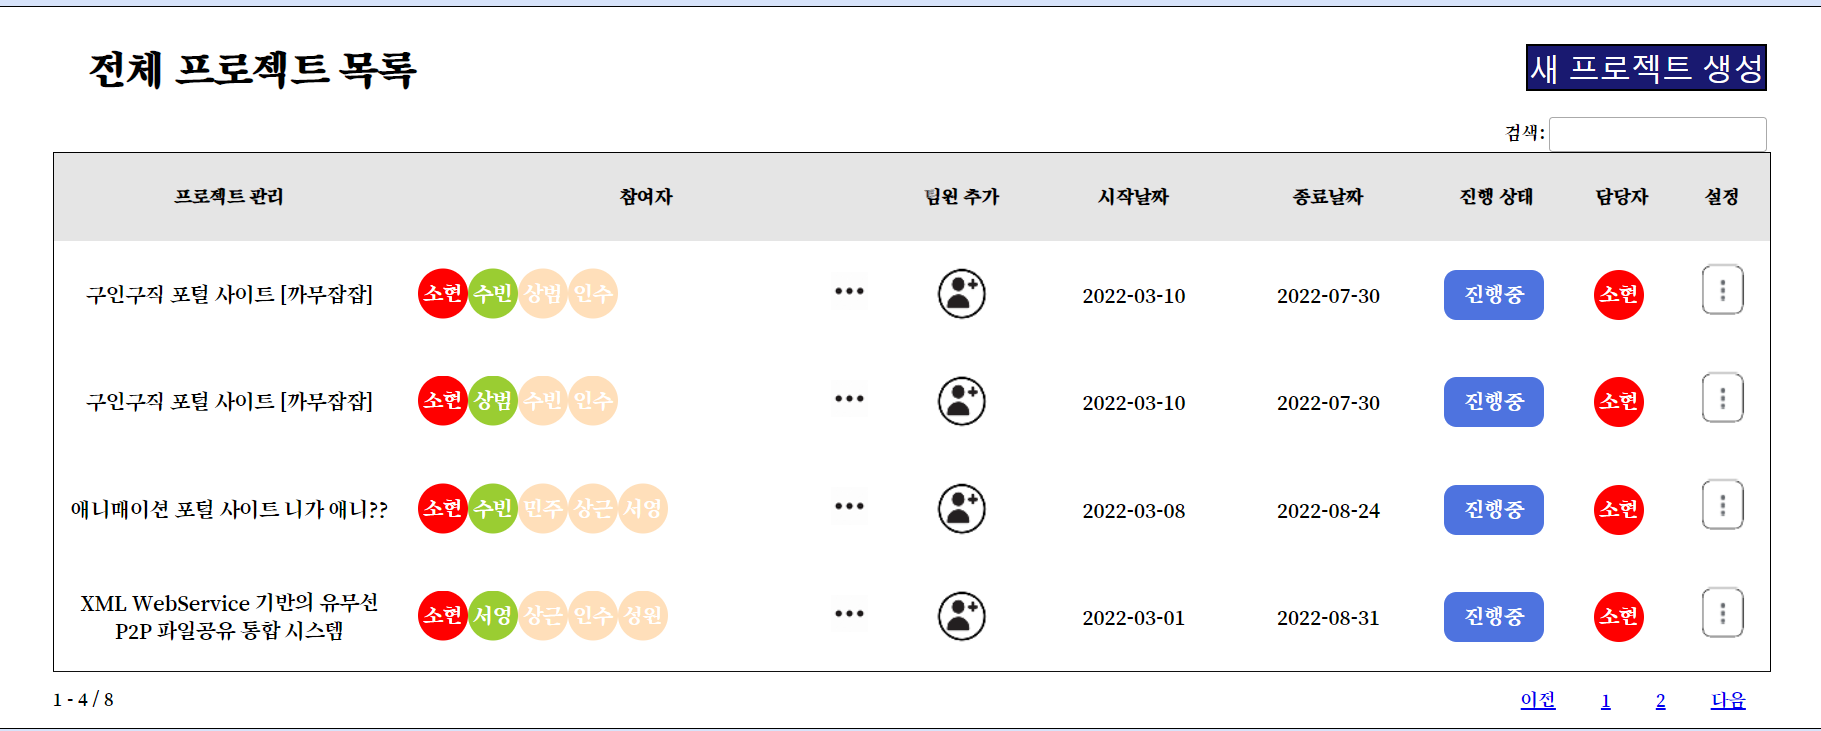 전체 프로젝트 목록
새 프로젝트 생성
검색:
프로젝트 관리 참여자 팀원 추가 시작날짜 종료날짜 진행 상태 담당자 설정
구인구직 포털 사이트 [까무잡잡] 소현 수빈 상범 인수 2022-03-10 2022-07-30 진행중 소현
구인구직 포털 사이트 [까무잡잡] 소현 상범 수빈 인수 2022-03-10 2022-07-30 진행중 소현
애니매이션 포털 사이트 니가 애니?? 소현 수빈 민주 상근 서영 2022-03-08 2022-08-24 진행중 소현
XML WebService 기반의 유무선
P2P 파일공유 통합 시스템 소현 서영 상근 인수 성원 2022-03-01 2022-08-31 진행중 소현
1 - 4 / 8
이전 1 2 다음